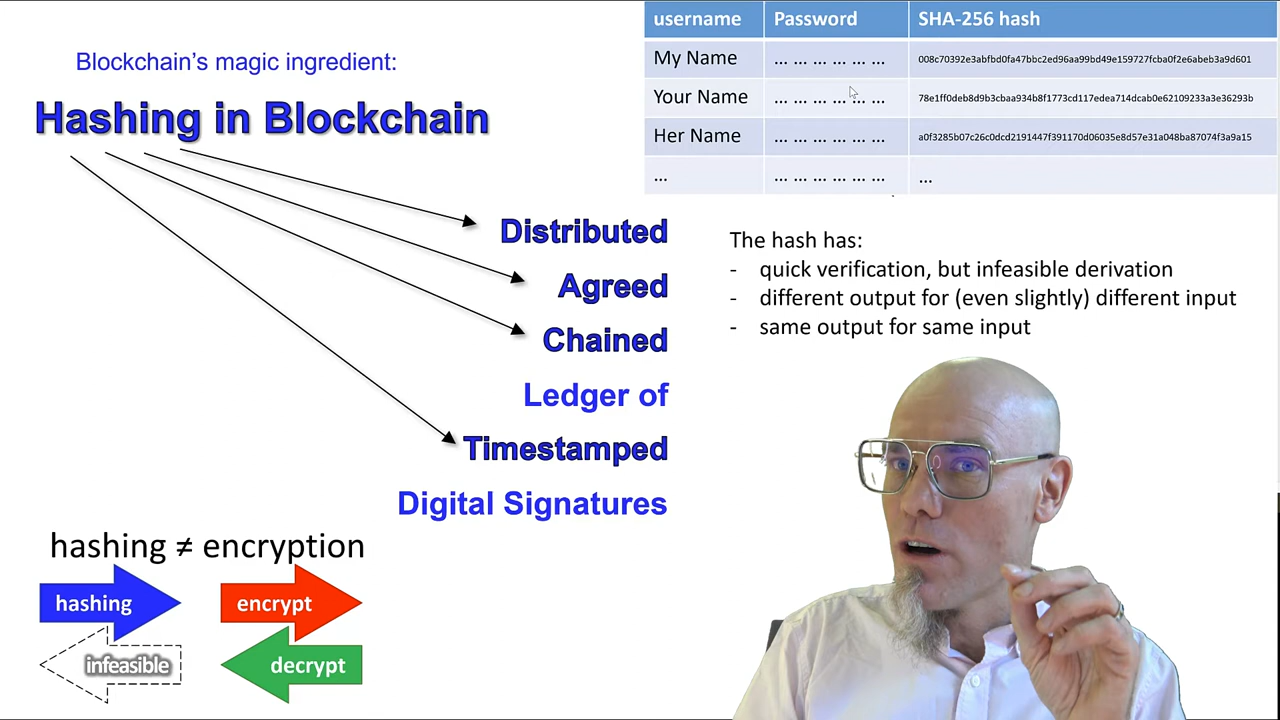 Blockchain's magic ingredient:
Hashing in Blockchain
Distributed
Agreed
Chained
Ledger of
Timestamped
Digital Signatures
hashing ≠ encryption
hashing encrypt
infeasible decrypt
username Password SHA-256 hash
My Name ... ... ... ... ... ... 008c70392e3abfbd0fa47bbc2ed96aa99bd49e159727fcba0f2e6abeb3a9d601
Your Name ... ... ... ... ... ... 78e1ff0deb8d9b3cbaa934b8f1773cd117edea714dcab0e62109233a3e36293b
Her Name ... ... ... ... ... ... a0f3285b07c26c0dcd2191447f391170d06035e8d57e31a048ba87074f3a9a15
... ... ... ... ... ... ... ...
The hash has:
- quick verification, but infeasible derivation
- different output for (even slightly) different input
- same output for same input